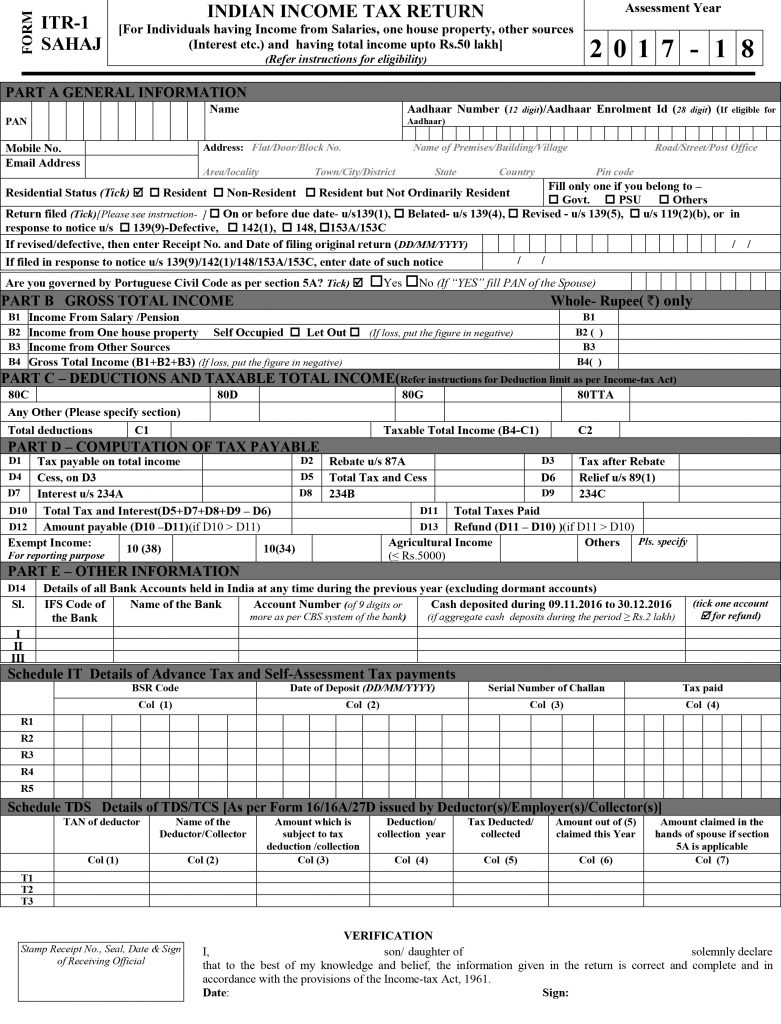 FORM
ITR-1
SAHAJ
INDIAN INCOME TAX RETURN
[For Individuals having Income from Salaries, one house property, other sources
(Interest etc.) and having total income upto Rs.50 lakh]
(Refer instructions for eligibility)
Assessment Year
2 0 1 7 - 1 8
PART A GENERAL INFORMATION
PAN
Name
Aadhaar Number (12 digit)/Aadhaar Enrolment Id (28 digit) (If eligible for
Aadhaar)
Mobile No.
Email Address
Address: Flat/Door/Block No. Name of Premises/Building/Village Road/Street/Post Office
Area/locality Town/City/District State Country Pin code
Residential Status (Tick) ☑ ☐ Resident ☐ Non-Resident ☐ Resident but Not Ordinarily Resident
Fill only one if you belong to –
☐ Govt. ☐ PSU ☐ Others
Return filed (Tick)[Please see instruction- ] ☐ On or before due date- u/s139(1), ☐ Belated- u/s 139(4), ☐ Revised - u/s 139(5), ☐ u/s 119(2)(b), or in
response to notice u/s ☐ 139(9)-Defective, ☐ 142(1), ☐ 148, ☐153A/153C
If revised/defective, then enter Receipt No. and Date of filing original return (DD/MM/YYYY) / /
If filed in response to notice u/s 139(9)/142(1)/148/153A/153C, enter date of such notice / /
Are you governed by Portuguese Civil Code as per section 5A? Tick) ☑ ☐Yes ☐No (If “YES” fill PAN of the Spouse)
PART B GROSS TOTAL INCOME Whole- Rupee( ₹) only
B1 Income From Salary /Pension B1
B2 Income from One house property Self Occupied ☐ Let Out ☐ (If loss, put the figure in negative) B2 ( )
B3 Income from Other Sources B3
B4 Gross Total Income (B1+B2+B3) (If loss, put the figure in negative) B4( )
PART C – DEDUCTIONS AND TAXABLE TOTAL INCOME(Refer instructions for Deduction limit as per Income-tax Act)
80C 80D 80G 80TTA
Any Other (Please specify section)
Total deductions C1 Taxable Total Income (B4-C1) C2
PART D – COMPUTATION OF TAX PAYABLE
D1 Tax payable on total income D2 Rebate u/s 87A D3 Tax after Rebate
D4 Cess, on D3 D5 Total Tax and Cess D6 Relief u/s 89(1)
D7 Interest u/s 234A D8 234B D9 234C
D10 Total Tax and Interest(D5+D7+D8+D9 – D6) D11 Total Taxes Paid
D12 Amount payable (D10 –D11)(if D10 > D11) D13 Refund (D11 – D10) )(if D11 > D10)
Exempt Income:
For reporting purpose
10 (38) 10(34)
Agricultural Income
(≤ Rs.5000)
Others Pls. specify
PART E – OTHER INFORMATION
D14 Details of all Bank Accounts held in India at any time during the previous year (excluding dormant accounts)
Sl. IFS Code of
the Bank
Name of the Bank
Account Number (of 9 digits or
more as per CBS system of the bank)
Cash deposited during 09.11.2016 to 30.12.2016
(if aggregate cash deposits during the period ≥ Rs.2 lakh)
(tick one account
☑ for refund)
I
II
III
Schedule IT Details of Advance Tax and Self-Assessment Tax payments
BSR Code Date of Deposit (DD/MM/YYYY) Serial Number of Challan Tax paid
Col (1) Col (2) Col (3) Col (4)
R1
R2
R3
R4
R5
Schedule TDS Details of TDS/TCS [As per Form 16/16A/27D issued by Deductor(s)/Employer(s)/Collector(s)]
TAN of deductor
Name of the
Deductor/Collector
Amount which is
subject to tax
deduction /collection
Deduction/
collection year
Tax Deducted/
collected
Amount out of (5)
claimed this Year
Amount claimed in the
hands of spouse if section
5A is applicable
Col (1) Col (2) Col (3) Col (4) Col (5) Col (6) Col (7)
T1
T2
T3
VERIFICATION
Stamp Receipt No., Seal, Date & Sign
of Receiving Official
I, son/ daughter of solemnly declare
that to the best of my knowledge and belief, the information given in the return is correct and complete and in
accordance with the provisions of the Income-tax Act, 1961.
Date: Sign: